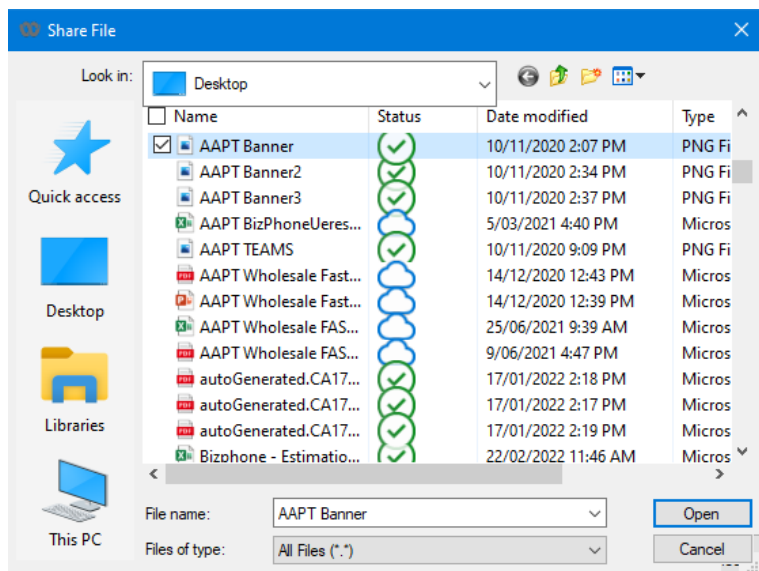 Share File
Look in: Desktop
Name Status Date modified Type
AAPT Banner 10/11/2020 2:07 PM PNG Fi
AAPT Banner2 10/11/2020 2:34 PM PNG Fi
AAPT Banner3 10/11/2020 2:37 PM PNG Fi
AAPT BizPhoneUeres... 5/03/2021 4:40 PM Micros
AAPT TEAMS 10/11/2020 9:09 PM PNG Fi
AAPT Wholesale Fast... 14/12/2020 12:43 PM Micros
AAPT Wholesale Fast... 14/12/2020 12:39 PM Micros
AAPT Wholesale FAS... 25/06/2021 9:39 AM Micros
AAPT Wholesale FAS... 9/06/2021 4:47 PM Micros
autoGenerated.CA17... 17/01/2022 2:18 PM Micros
autoGenerated.CA17... 17/01/2022 2:17 PM Micros
autoGenerated.CA17... 17/01/2022 2:19 PM Micros
Bizphone - Estimatio... 22/02/2022 11:46 AM Micros
Quick access
Desktop
Libraries
This PC
File name: AAPT Banner Open
Files of type: All Files (*.*) Cancel